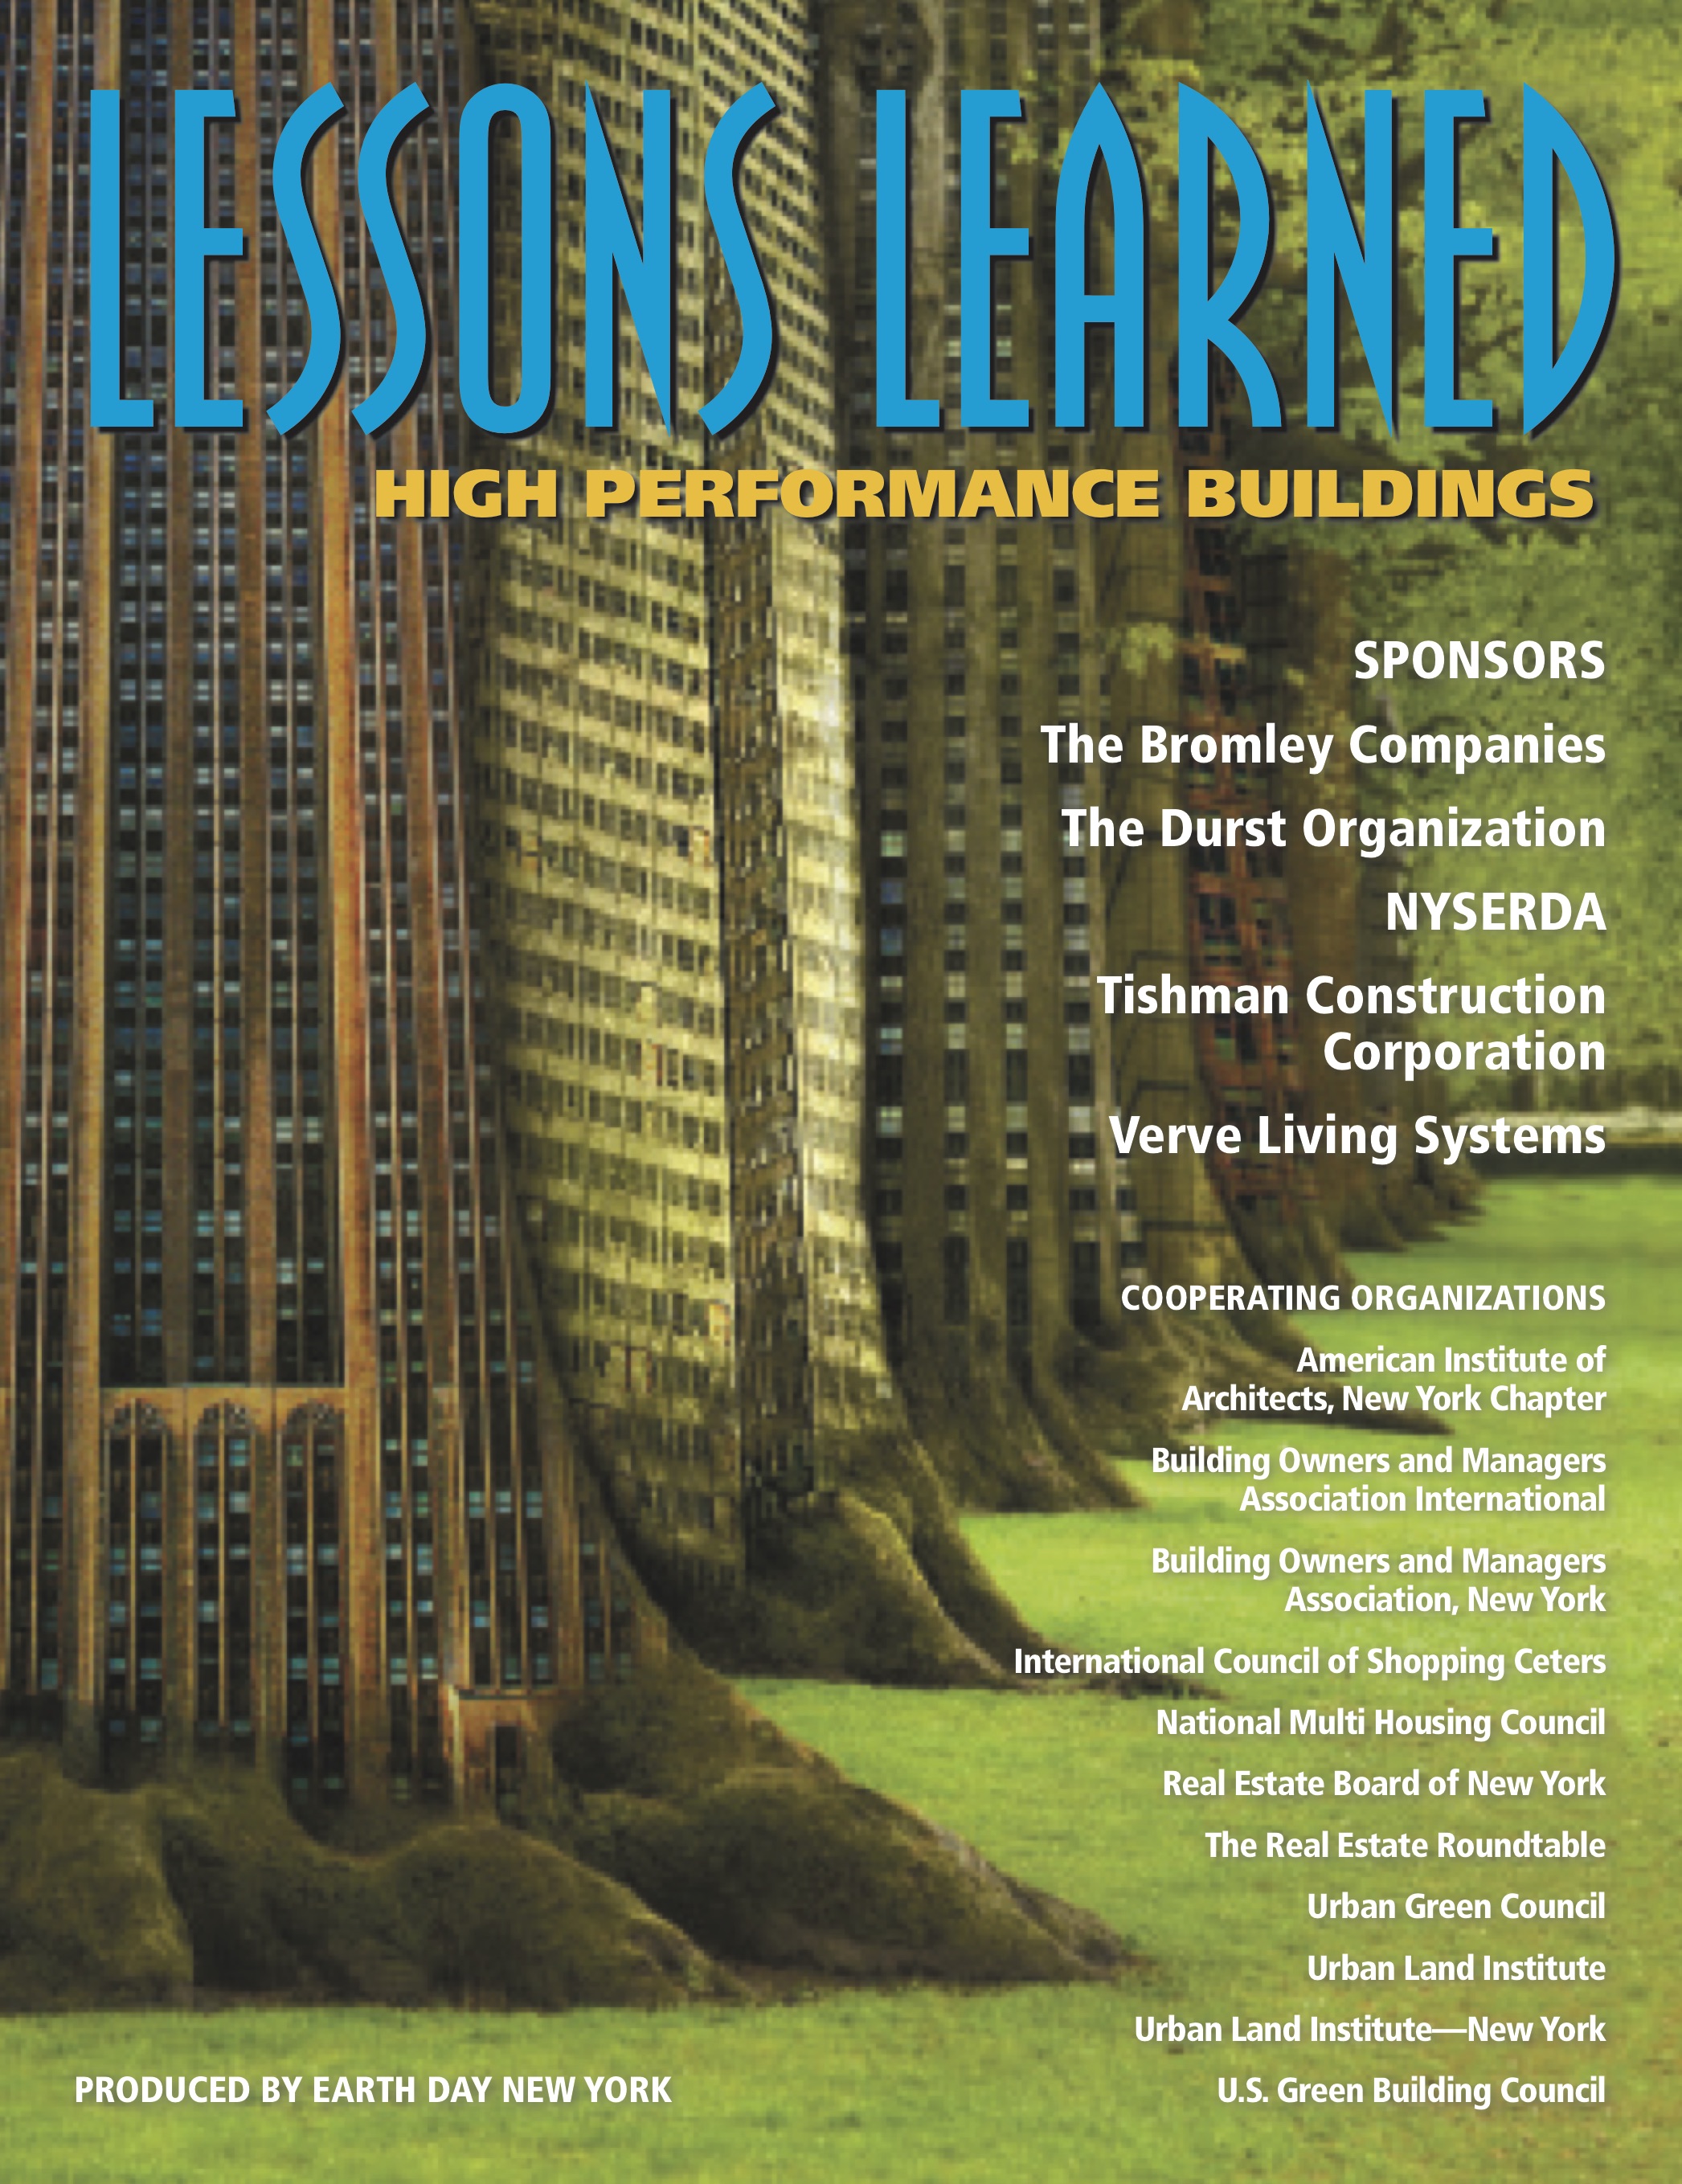 LESSONS LEARNED
HIGH PERFORMANCE BUILDINGS
SPONSORS
The Bromley Companies
The Durst Organization
NYSERDA
Tishman Construction
Corporation
Verve Living Systems
COOPERATING ORGANIZATIONS
American Institute of
Architects, New York Chapter
Building Owners and Managers
Association International
Building Owners and Managers
Association, New York
International Council of Shopping Ceters
National Multi Housing Council
Real Estate Board of New York
The Real Estate Roundtable
Urban Green Council
Urban Land Institute
Urban Land Institute—New York
U.S. Green Building Council
PRODUCED BY EARTH DAY NEW YORK